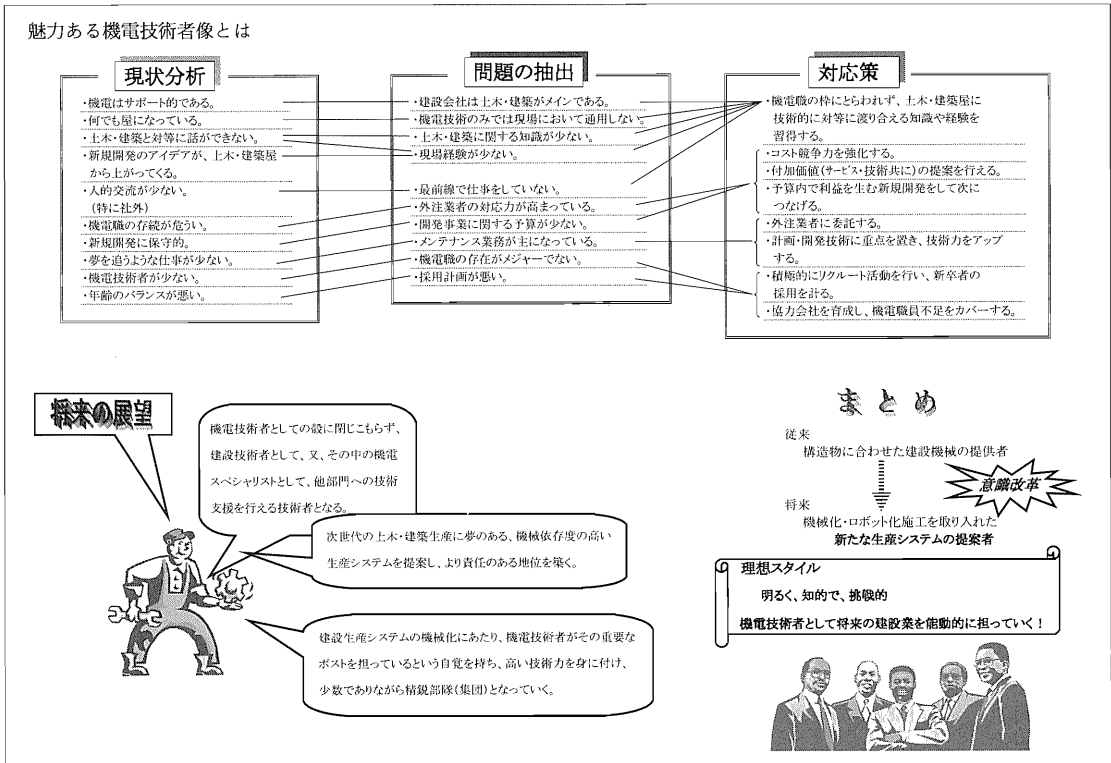 魅力ある機電技術者像とは
現状分析
・機電はサポート的である。
・何でも屋になっている。
・土木・建築と対等に話ができない。
・新規開発のアイデアが、土木・建築屋
から上がってくる。
・人的交流が少ない。
(特に社外)
・機電職の存続が危うい。
・新規開発に保守的。
・夢を追うような仕事が少ない。
・機電技術者が少ない。
・年齢のバランスが悪い。
問題の抽出
・建設会社は土木・建築がメインである。
・機電技術のみでは現場において通用しない。
・土木・建築に関する知識が少ない。
・現場経験が少ない。
・最前線で仕事をしていない。
・外注業者の対応力が高まっている。
・開発事業に関する予算が少ない。
・メンテナンス業務が主になっている。
・機電職の存在がメジャーでない。
・採用計画が悪い。
対応策
・機電職の枠にとらわれず、土木・建築屋に
技術的に対等に渡り合える知識や経験を
習得する。
・コスト競争力を強化する。
・付加価値(サービス・技術共に)の提案を行える。
・予算内で利益を生む新規開発をして次に
つなげる。
・外注業者に委託する。
・計画・開発技術に重点を置き、技術力をアップ
する。
・積極的にリクルート活動を行い、新卒者の
採用を計る。
・協力会社を育成し、機電職員不足をカバーする。
将来の展望
機電技術者としての殻に閉じこもらず、
建設技術者として、又、その中の機電
スペシャリストとして、他部門への技術
支援を行える技術者となる。
次世代の土木・建築生産に夢のある、機械依存度の高い
生産システムを提案し、より責任のある地位を築く。
建設生産システムの機械化にあたり、機電技術者がその重要な
ポストを担っているという自覚を持ち、高い技術力を身に付け、
少数でありながら精鋭部隊(集団)となっていく。
まとめ
従来
構造物に合わせた建設機械の提供者
意識改革
将来
機械化・ロボット化施工を取り入れた
新たな生産システムの提案者
理想スタイル
明るく、知的で、挑戦的
機電技術者として将来の建設業を能動的に担っていく！